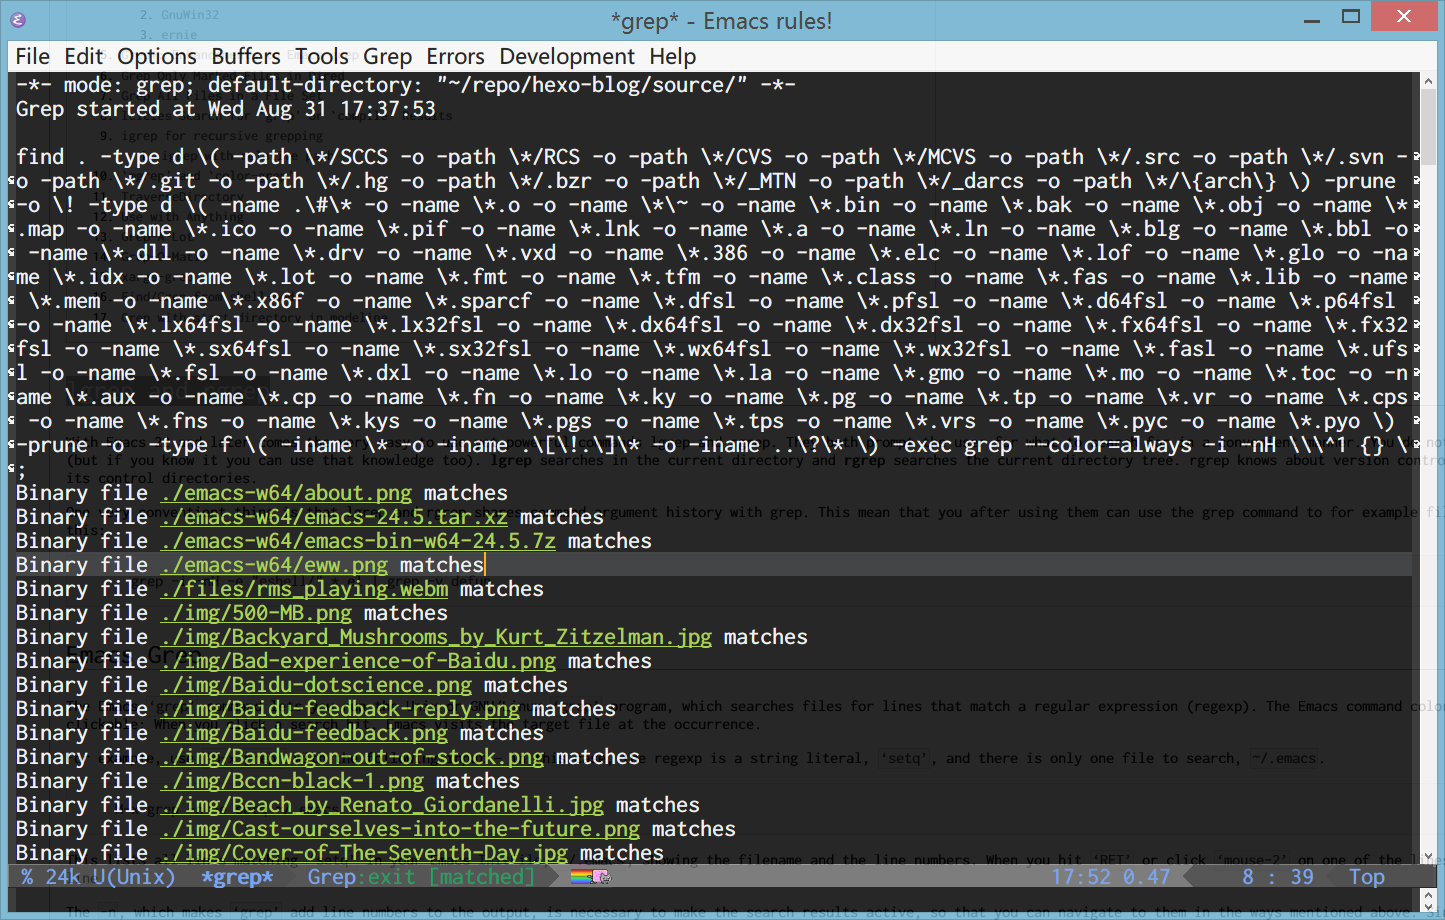 *grep* - Emacs rules!
File Edit Options Buffers Tools Grep Errors Development Help
-*- mode: grep; default-directory: "~/repo/hexo-blog/source/" -*-
Grep started at Wed Aug 31 17:37:53
find . -type d \( -path \*/SCCS -o -path \*/RCS -o -path \*/CVS -o -path \*/MCVS -o -path \*/.src -o -path \*/.svn -
o -path \*/.git -o -path \*/.hg -o -path \*/.bzr -o -path \*/_MTN -o -path \*/_darcs -o -path \*/\{arch\} \) -prune
-o \! -type d \( -name .\#\* -o -name \*.o -o -name \*\~ -o -name \*.bin -o -name \*.bak -o -name \*.obj -o -name \*
.map -o -name \*.ico -o -name \*.pif -o -name \*.lnk -o -name \*.a -o -name \*.ln -o -name \*.blg -o -name \*.bbl -o
-name \*.dll -o -name \*.drv -o -name \*.vxd -o -name \*.386 -o -name \*.elc -o -name \*.lof -o -name \*.glo -o -na
me \*.idx -o -name \*.lot -o -name \*.fmt -o -name \*.tfm -o -name \*.class -o -name \*.fas -o -name \*.lib -o -name
\*.mem -o -name \*.x86f -o -name \*.sparcf -o -name \*.dfsl -o -name \*.pfsl -o -name \*.d64fsl -o -name \*.p64fsl
-o -name \*.lx64fsl -o -name \*.lx32fsl -o -name \*.dx64fsl -o -name \*.dx32fsl -o -name \*.fx64fsl -o -name \*.fx32
fsl -o -name \*.sx64fsl -o -name \*.sx32fsl -o -name \*.wx64fsl -o -name \*.wx32fsl -o -name \*.fasl -o -name \*.ufs
l -o -name \*.fsl -o -name \*.dxl -o -name \*.lo -o -name \*.la -o -name \*.gmo -o -name \*.mo -o -name \*.toc -o -n
ame \*.aux -o -name \*.cp -o -name \*.fn -o -name \*.ky -o -name \*.pg -o -name \*.tp -o -name \*.vr -o -name \*.cps
-o -name \*.fns -o -name \*.kys -o -name \*.pgs -o -name \*.tps -o -name \*.vrs -o -name \*.pyc -o -name \*.pyo \)
-prune -o -type f \( -iname \* -o -iname .\[\!.\]\* -o -iname ..\?\* \) -exec grep --color=always -i -nH \\\^f {} \
;
Binary file ./emacs-w64/about.png matches
Binary file ./emacs-w64/emacs-24.5.tar.xz matches
Binary file ./emacs-w64/emacs-bin-w64-24.5.7z matches
Binary file ./emacs-w64/eww.png matches
Binary file ./files/rms_playing.webm matches
Binary file ./img/500-MB.png matches
Binary file ./img/Backyard_Mushrooms_by_Kurt_Zitzelman.jpg matches
Binary file ./img/Bad-experience-of-Baidu.png matches
Binary file ./img/Baidu-dotscience.png matches
Binary file ./img/Baidu-feedback-reply.png matches
Binary file ./img/Baidu-feedback.png matches
Binary file ./img/Bandwagon-out-of-stock.png matches
Binary file ./img/Bccn-black-1.png matches
Binary file ./img/Beach_by_Renato_Giordanelli.jpg matches
Binary file ./img/Cast-ourselves-into-the-future.png matches
Binary file ./img/Cover-of-The-Seventh-Day.jpg matches
% 24k U(Unix) *grep* Grep:exit [matched] 17:52 0.47 8 : 39 Top